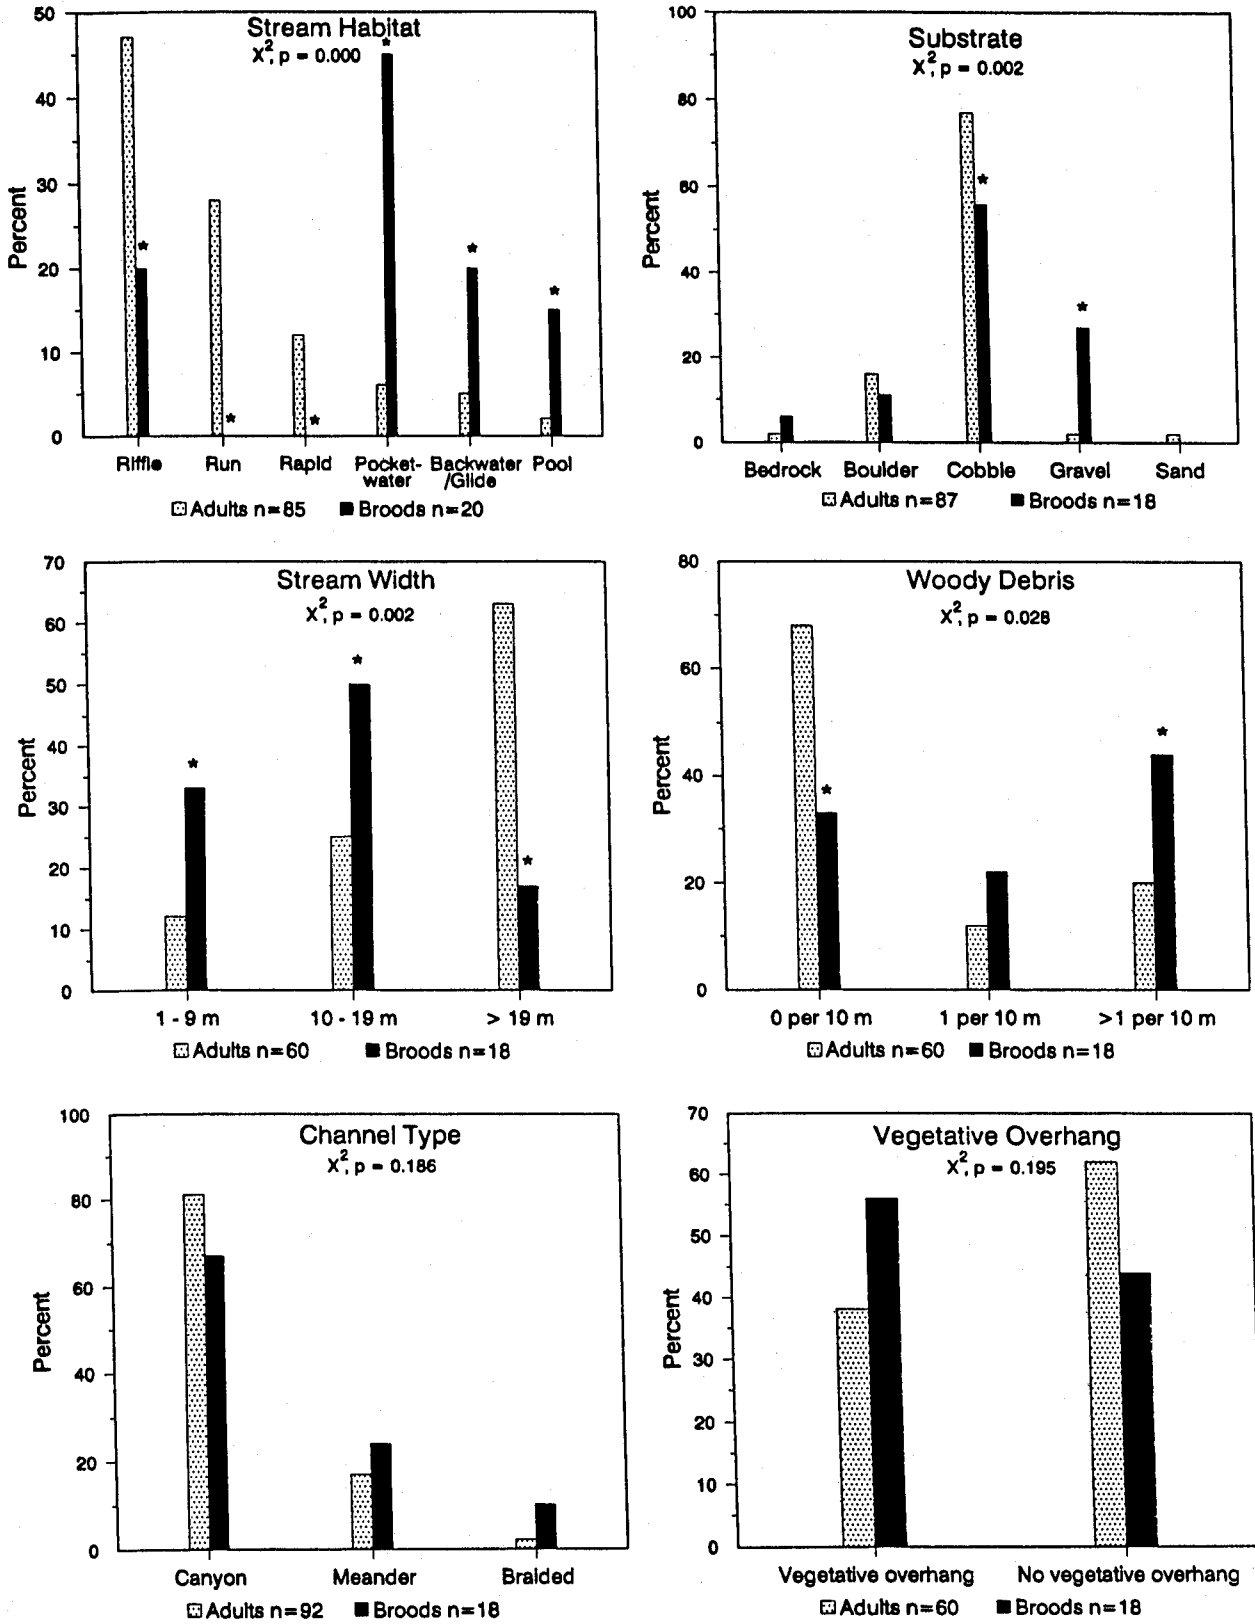 Stream Habitat
X², p = 0.000
Percent
50
40
30
20
10
0
*
*
*
*
*
*
Riffle Run Rapid Pocket- Backwater Pool
water /Glide
Adults n=85 Broods n=20
Substrate
X², p = 0.002
Percent
100
80
60
40
20
0
*
*
Bedrock Boulder Cobble Gravel Sand
Adults n=87 Broods n=18
Stream Width
X², p = 0.002
Percent
70
60
50
40
30
20
10
0
*
*
*
1 - 9 m 10 - 19 m > 19 m
Adults n=60 Broods n=18
Woody Debris
X², p = 0.028
Percent
80
60
40
20
0
*
*
0 per 10 m 1 per 10 m >1 per 10 m
Adults n=60 Broods n=18
Channel Type
X², p = 0.186
Percent
100
80
60
40
20
0
Canyon Meander Braided
Adults n=92 Broods n=18
Vegetative Overhang
X², p = 0.195
Percent
70
60
50
40
30
20
10
0
Vegetative overhang No vegetative overhang
Adults n=60 Broods n=18